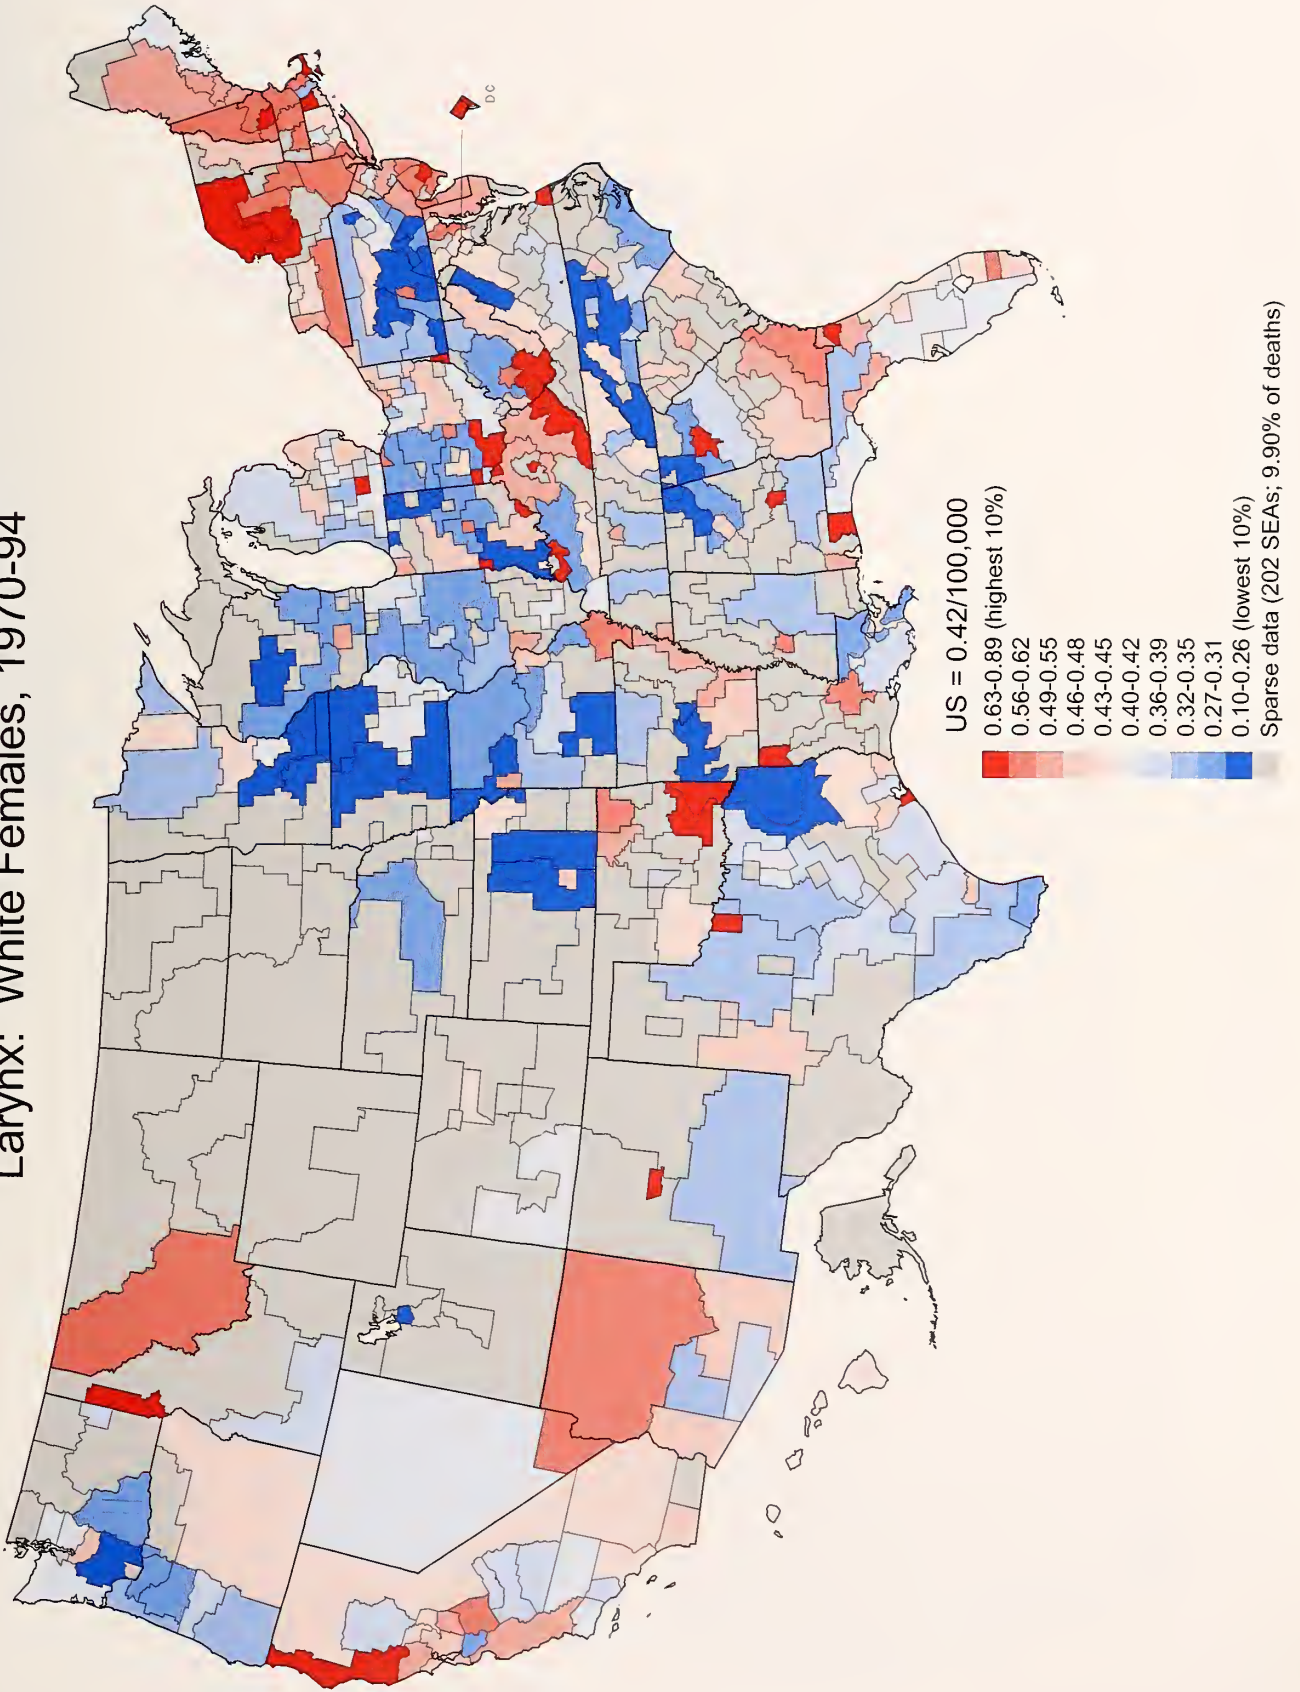 Larynx: White Females, 1970-94
DC
US = 0.42/100,000
0.63-0.89 (highest 10%)
0.56-0.62
0.49-0.55
0.46-0.48
0.43-0.45
0.40-0.42
0.36-0.39
0.32-0.35
0.27-0.31
0.10-0.26 (lowest 10%)
Sparse data (202 SEAs; 9.90% of deaths)